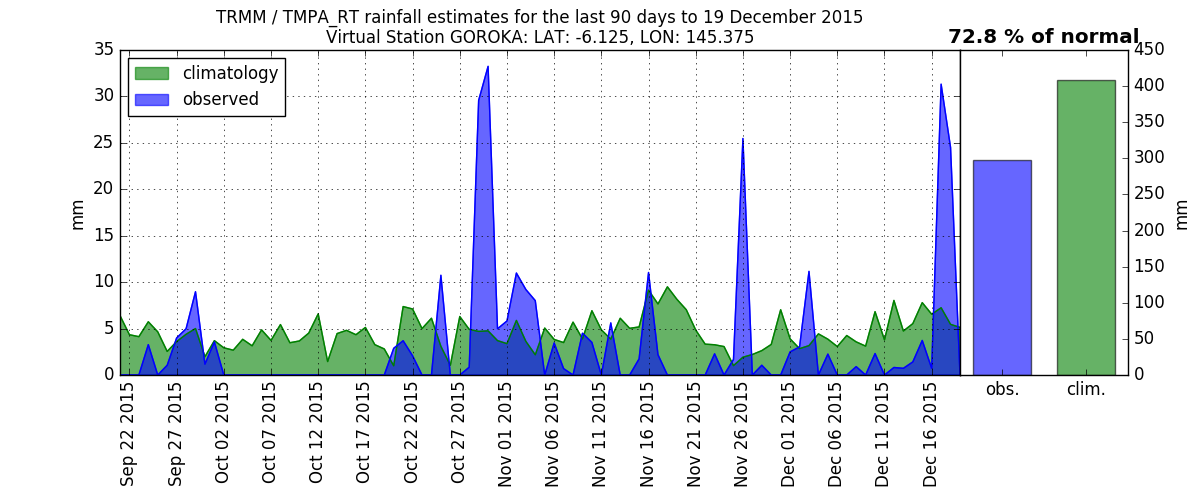 TRMM / TMPA_RT rainfall estimates for the last 90 days to 19 December 2015
Virtual Station GOROKA: LAT: -6.125, LON: 145.375
72.8 % of normal
climatology
observed
35
30
25
20
15
10
5
0
mm
450
400
350
300
250
200
150
100
50
0
mm
Sep 22 2015
Sep 27 2015
Oct 02 2015
Oct 07 2015
Oct 12 2015
Oct 17 2015
Oct 22 2015
Oct 27 2015
Nov 01 2015
Nov 06 2015
Nov 11 2015
Nov 16 2015
Nov 21 2015
Nov 26 2015
Dec 01 2015
Dec 06 2015
Dec 11 2015
Dec 16 2015
obs.
clim.